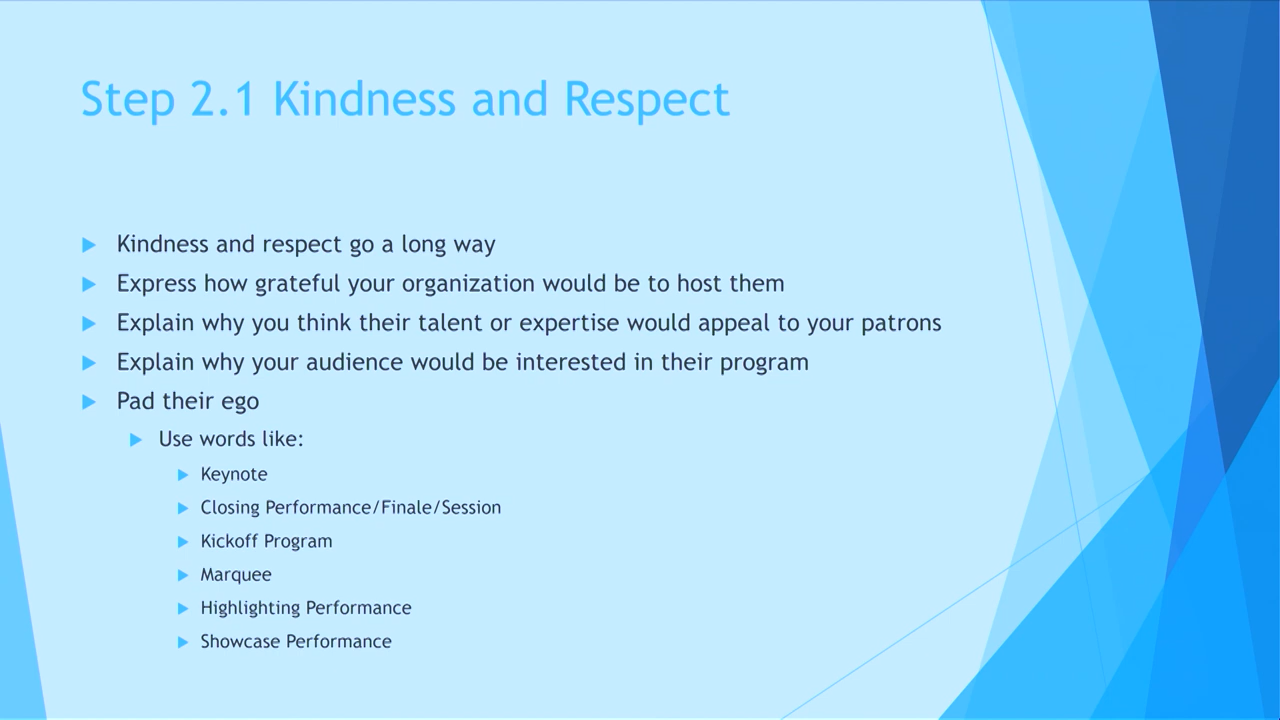 Step 2.1 Kindness and Respect
Kindness and respect go a long way
Express how grateful your organization would be to host them
Explain why you think their talent or expertise would appeal to your patrons
Explain why your audience would be interested in their program
Pad their ego
Use words like:
Keynote
Closing Performance/Finale/Session
Kickoff Program
Marquee
Highlighting Performance
Showcase Performance